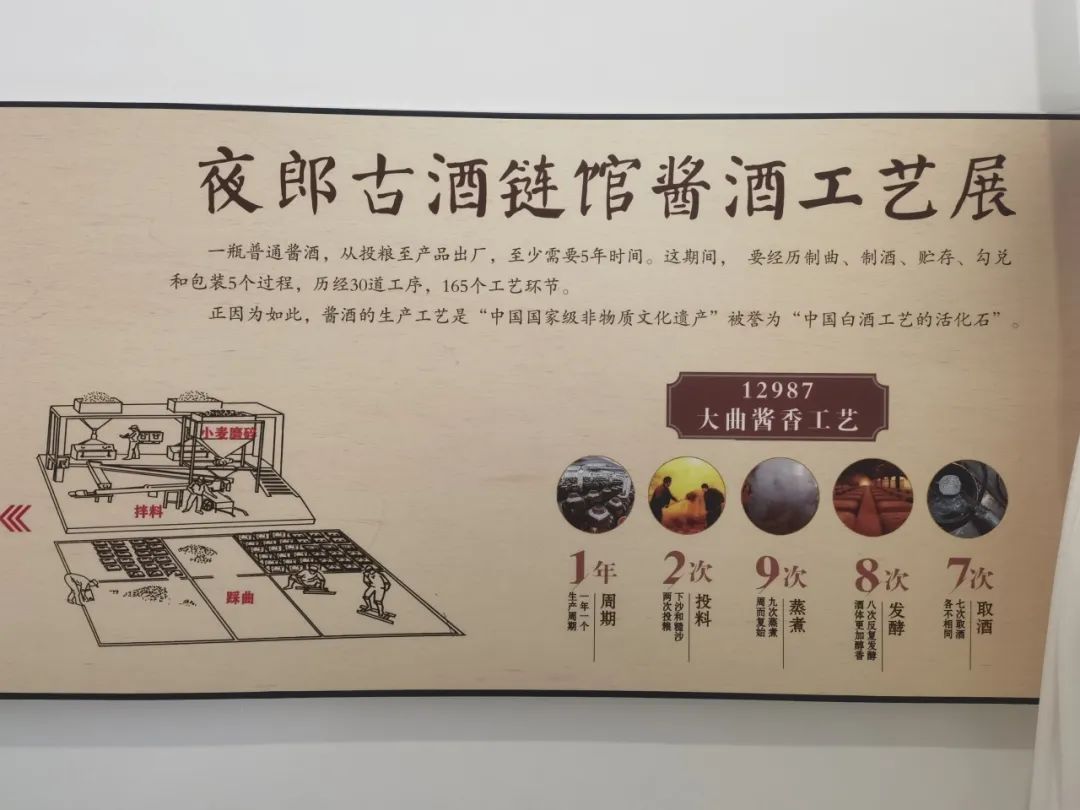 夜郎古酒链馆酱酒工艺展
一瓶普通酱酒，从投粮至产品出厂，至少需要5年时间。这期间， 要经历制曲、制酒、贮存、勾兑
和包装5个过程，历经30道工序，165个工艺环节。
正因为如此，酱酒的生产工艺是“中国国家级非物质文化遗产”被誉为“中国白酒工艺的活化石”。
12987
大曲酱香工艺
小麦磨碎
拌料
踩曲
1年
周期
一年一个
生产周期
2次
投料
下沙和糙沙
两次投粮
9次
蒸煮
九次蒸煮
周而复始
8次
发酵
八次反复发酵
酒体更加醇香
7次
取酒
七次取酒
各不相同